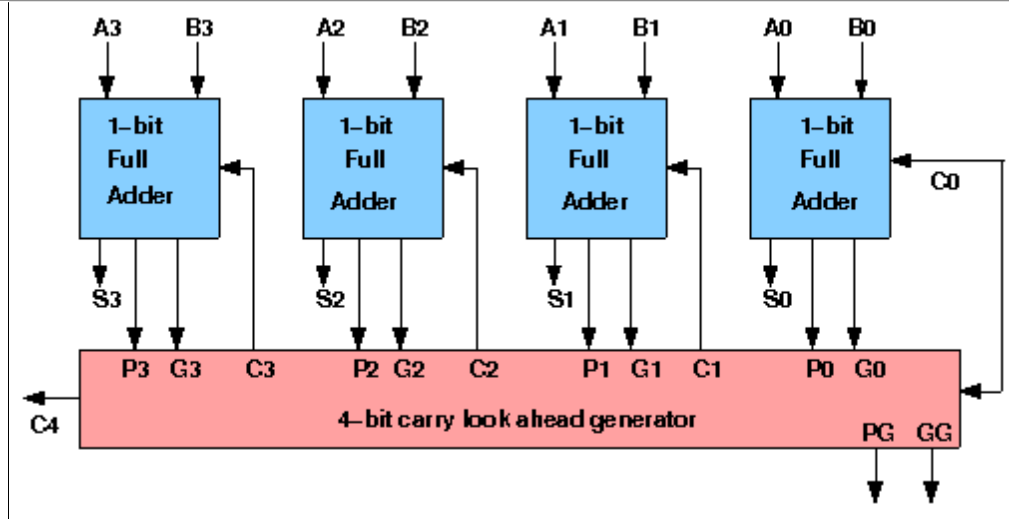 A3 B3 A2 B2 A1 B1 A0 B0
1-bit
Full
Adder
1-bit
Full
Adder
1-bit
Full
Adder
1-bit
Full
Adder
C0
S3 S2 S1 S0
P3 G3 C3 P2 G2 C2 P1 G1 C1 P0 G0
4-bit carry look ahead generator
C4
PG GG